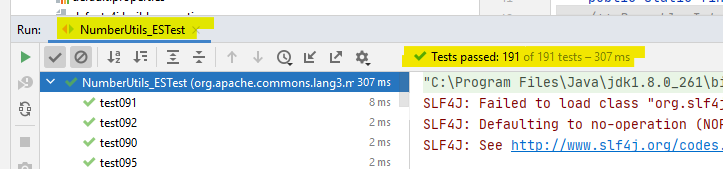 Run:
NumberUtils_ESTest ×
Tests passed: 191 of 191 tests – 307 ms
NumberUtils_ESTest (org.apache.commons.lang3.m 307 ms
test091 8 ms
test092 2 ms
test090 2 ms
test095 2 ms
"C:\Program Files\Java\jdk1.8.0_261\bi
SLF4J: Failed to load class "org.slf4j
SLF4J: Defaulting to no-operation (NOP
SLF4J: See http://www.slf4j.org/codes.